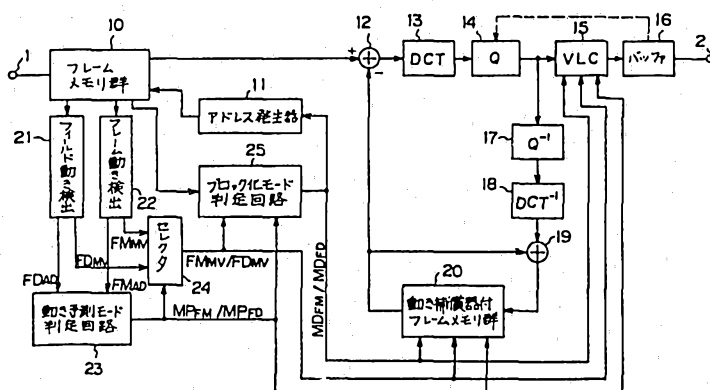 1
10
フレーム
メモリ群
11
アドレス発生器
12
+
−
13
DCT
14
Q
15
VLC
16
バッファ
2
17
Q⁻¹
18
DCT⁻¹
19
20
動き補償器付
フレームメモリ群
21
フィールド動き検出
フレーム動き検出
22
25
ブロック化モード
判定回路
セレクタ
24
FMMV
FDMV
FDAD
FMAD
FMMV/FDMV
MDFM/MDFD
動き予測モード
判定回路
23
MPFM/MPFD